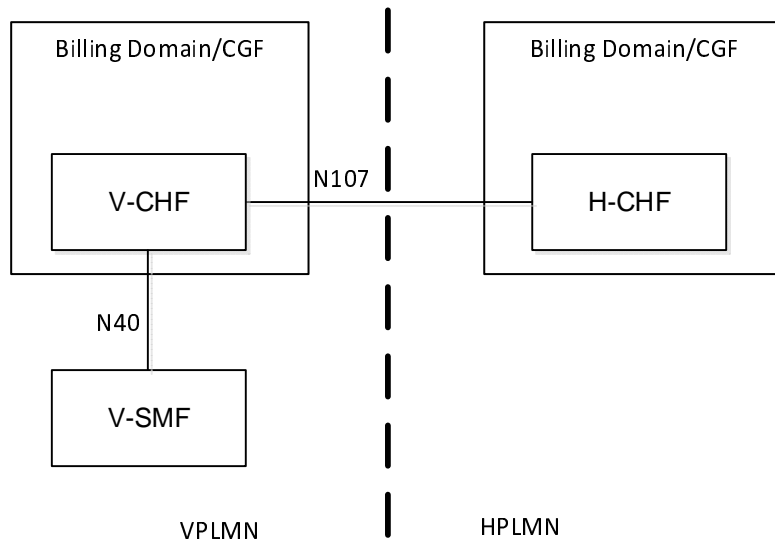 Billing Domain/CGF
Billing Domain/CGF
V-CHF
N107
H-CHF
N40
V-SMF
VPLMN
HPLMN